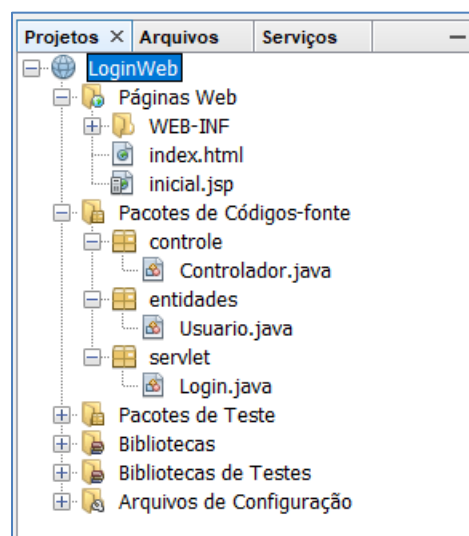 Projetos × Arquivos Serviços
LoginWeb
Páginas Web
WEB-INF
index.html
inicial.jsp
Pacotes de Códigos-fonte
controle
Controlador.java
entidades
Usuario.java
servlet
Login.java
Pacotes de Teste
Bibliotecas
Bibliotecas de Testes
Arquivos de Configuração